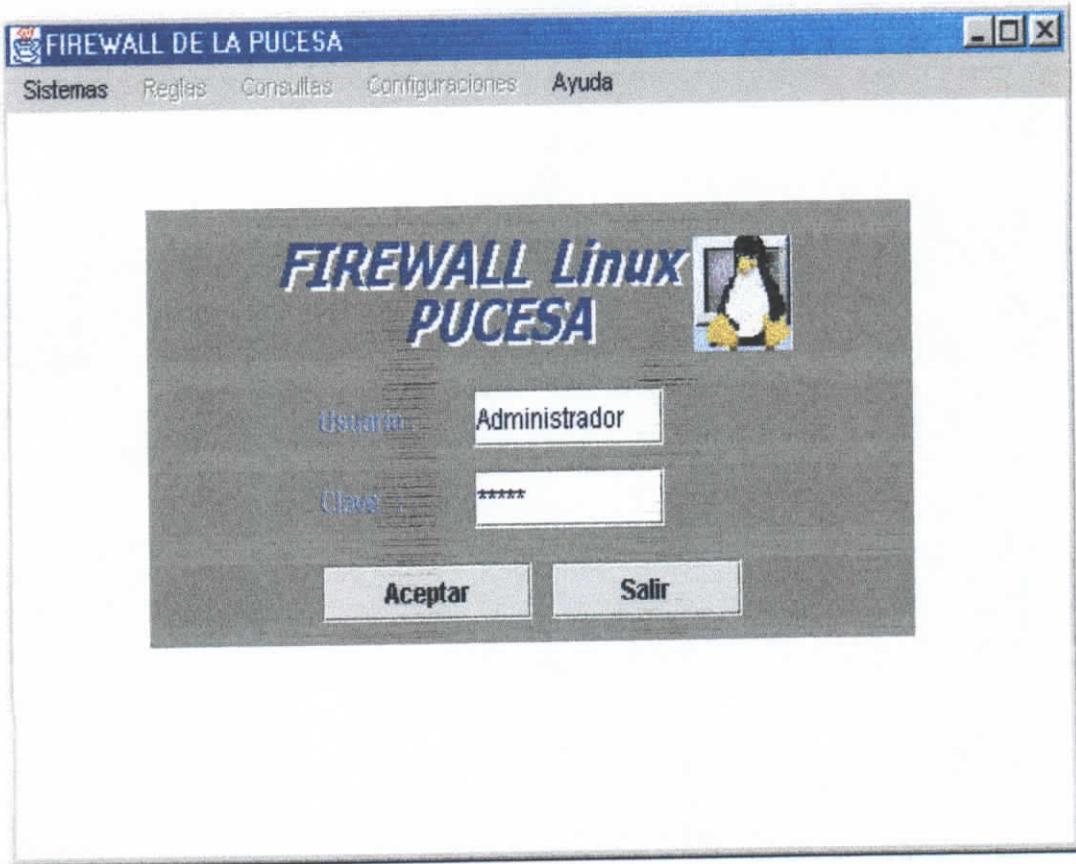 FIREWALL DE LA PUCESA
Sistemas Reglas Consultas Configuraciones Ayuda
FIREWALL Linux
PUCESA
Usuario : Administrador
Clave : *****
Aceptar Salir